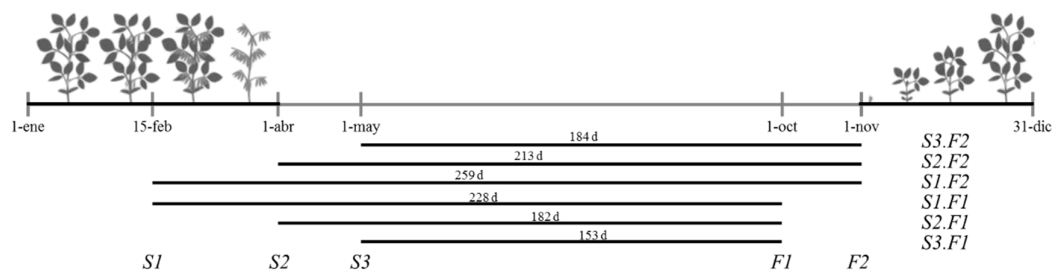 1-ene 15-feb 1-abr 1-may 1-oct 1-nov 31-dic
184 d S3.F2
213 d S2.F2
259 d S1.F2
228 d S1.F1
182 d S2.F1
153 d S3.F1
S1 S2 S3 F1 F2